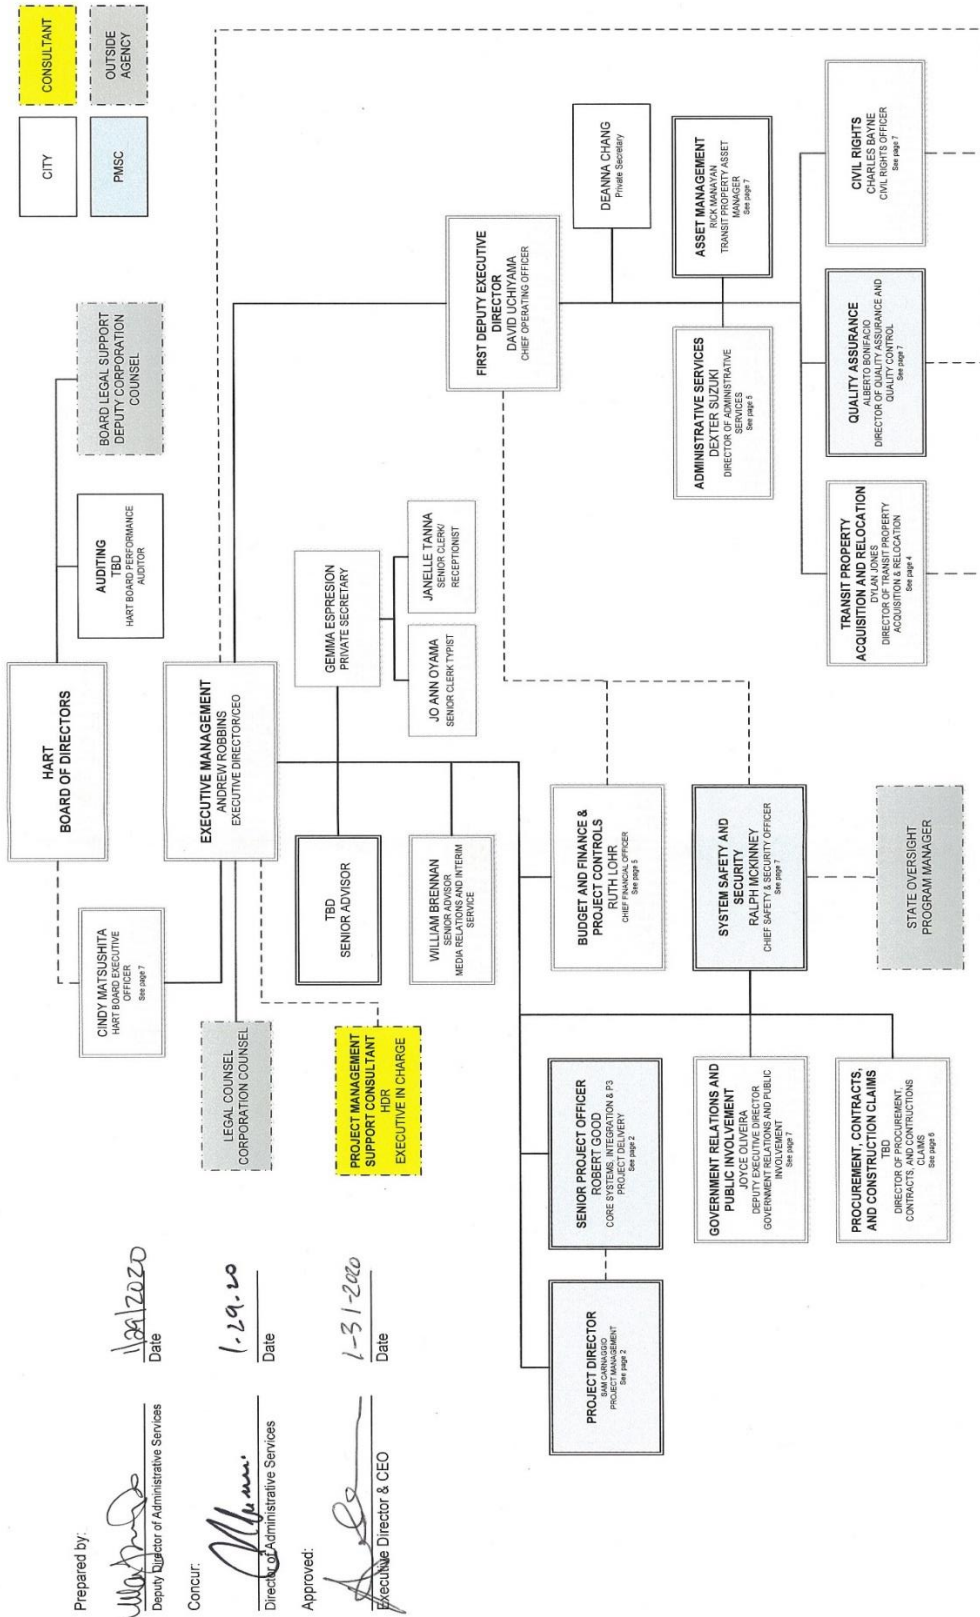 CITY
CONSULTANT
PMSC
OUTSIDE
AGENCY
HART
BOARD OF DIRECTORS
CINDY MATSUSHITA
HART BOARD EXECUTIVE
OFFICER
See page 7
AUDITING
TBD
HART BOARD PERFORMANCE
AUDITOR
BOARD LEGAL SUPPORT
DEPUTY CORPORATION
COUNSEL
LEGAL COUNSEL
CORPORATION COUNSEL
EXECUTIVE MANAGEMENT
ANDREW ROBBINS
EXECUTIVE DIRECTOR/CEO
PROJECT MANAGEMENT
SUPPORT CONSULTANT
HDR
EXECUTIVE IN CHARGE
TBD
SENIOR ADVISOR
GEMMA ESPRESION
PRIVATE SECRETARY
JO ANN OYAMA
SENIOR CLERK TYPIST
JANELLE TANNA
SENIOR CLERK/
RECEPTIONIST
WILLIAM BRENNAN
SENIOR ADVISOR
MEDIA RELATIONS AND INTERIM
SERVICE
FIRST DEPUTY EXECUTIVE
DIRECTOR
DAVID UCHIYAMA
CHIEF OPERATING OFFICER
DEANNA CHANG
Private Secretary
BUDGET AND FINANCE &
PROJECT CONTROLS
RUTH LOHR
CHIEF FINANCIAL OFFICER
See page 5
ADMINISTRATIVE SERVICES
DEXTER SUZUKI
DIRECTOR OF ADMINISTRATIVE
SERVICES
See page 5
ASSET MANAGEMENT
RICK MANAYAN
TRANSIT PROPERTY ASSET
MANAGER
See page 7
PROJECT DIRECTOR
SAM CARNAGGIO
PROJECT MANAGEMENT
See page 2
SENIOR PROJECT OFFICER
ROBERT GOOD
CORE SYSTEMS, INTEGRATION & P3
PROJECT DELIVERY
See page 2
SYSTEM SAFETY AND
SECURITY
RALPH MCKINNEY
CHIEF SAFETY & SECURITY OFFICER
See page 7
GOVERNMENT RELATIONS AND
PUBLIC INVOLVEMENT
JOYCE OLIVEIRA
DEPUTY EXECUTIVE DIRECTOR
GOVERNMENT RELATIONS AND PUBLIC
INVOLVEMENT
See page 7
TRANSIT PROPERTY
ACQUISITION AND RELOCATION
DYLAN JONES
DIRECTOR OF TRANSIT PROPERTY
ACQUISITION & RELOCATION
See page 4
QUALITY ASSURANCE
ALBERTO BONIFACIO
DIRECTOR OF QUALITY ASSURANCE AND
QUALITY CONTROL
See page 7
CIVIL RIGHTS
CHARLES BAYNE
CIVIL RIGHTS OFFICER
See page 7
PROCUREMENT, CONTRACTS,
AND CONSTRUCTION CLAIMS
TBD
DIRECTOR OF PROCUREMENT,
CONTRACTS, AND CONTRUCTIONS
CLAIMS
STATE OVERSIGHT
PROGRAM MANAGER
Prepared by:
Deputy Director of Administrative Services
1/29/2020
Date
Concur:
Director of Administrative Services
1.29.20
Date
Approved:
Executive Director & CEO
1-31-2020
Date